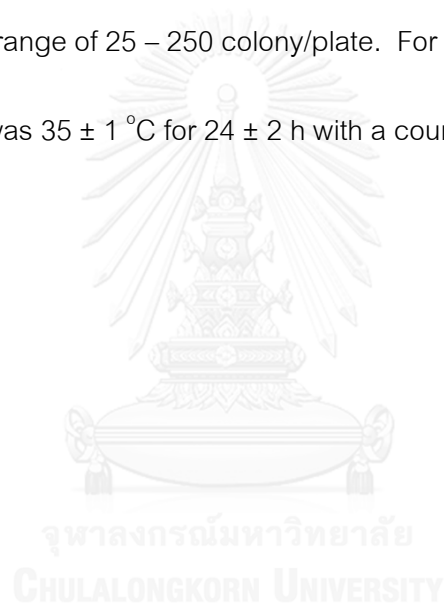 range of 25 – 250 colony/plate. For
was 35 ± 1 °C for 24 ± 2 h with a coun
จุฬาลงกรณ์มหาวิทยาลัย
CHULALONGKORN UNIVERSITY